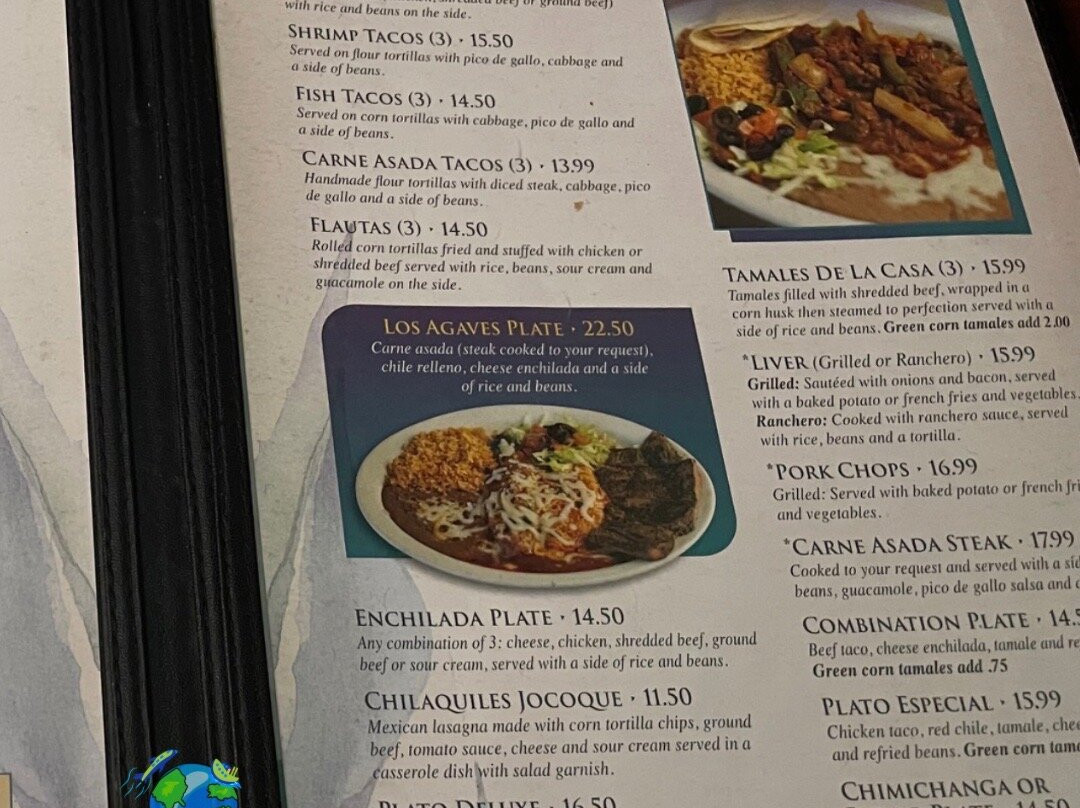 with rice and beans on the side.
SHRIMP TACOS (3) · 15.50
Served on flour tortillas with pico de gallo, cabbage and
a side of beans.
FISH TACOS (3) · 14.50
Served on corn tortillas with cabbage, pico de gallo and
a side of beans.
CARNE ASADA TACOS (3) · 13.99
Handmade flour tortillas with diced steak, cabbage, pico
de gallo and a side of beans.
FLAUTAS (3) · 14.50
Rolled corn tortillas fried and stuffed with chicken or
shredded beef served with rice, beans, sour cream and
guacamole on the side.
LOS AGAVES PLATE · 22.50
Carne asada (steak cooked to your request),
chile relleno, cheese enchilada and a side
of rice and beans.
ENCHILADA PLATE · 14.50
Any combination of 3: cheese, chicken, shredded beef, ground
beef or sour cream, served with a side of rice and beans.
CHILAQUILES JOCOQUE · 11.50
Mexican lasagna made with corn tortilla chips, ground
beef, tomato sauce, cheese and sour cream served in a
casserole dish with salad garnish.
PLATO DELUXE · 16.50
TAMALES DE LA CASA (3) · 15.99
Tamales filled with shredded beef, wrapped in a
corn husk then steamed to perfection served with a
side of rice and beans. Green corn tamales add 2.00
*LIVER (Grilled or Ranchero) · 15.99
Grilled: Sautéed with onions and bacon, served
with a baked potato or french fries and vegetables.
Ranchero: Cooked with ranchero sauce, served
with rice, beans and a tortilla.
*PORK CHOPS · 16.99
Grilled: Served with baked potato or french fri
and vegetables.
*CARNE ASADA STEAK · 17.99
Cooked to your request and served with a sid
beans, guacamole, pico de gallo salsa and
COMBINATION PLATE · 14.5
Beef taco, cheese enchilada, tamale and re
Green corn tamales add .75
PLATO ESPECIAL · 15.99
Chicken taco, red chile, tamale, chee
and refried beans. Green corn tama
CHIMICHANGA OR